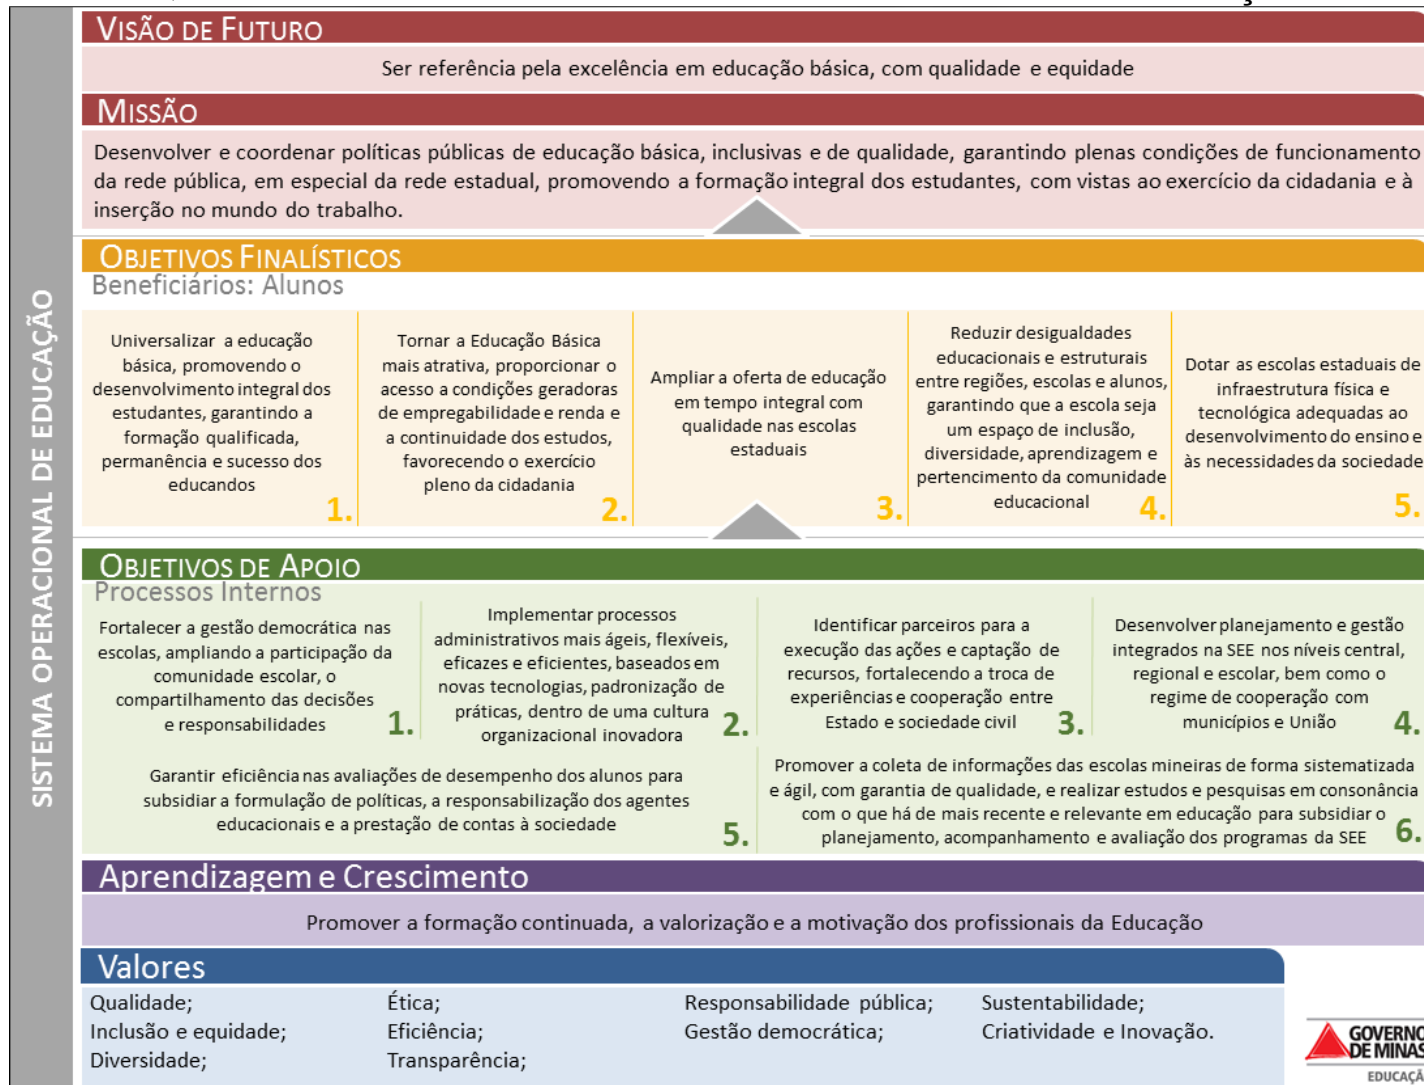 SISTEMA OPERACIONAL DE EDUCAÇÃO
VISÃO DE FUTURO
Ser referência pela excelência em educação básica, com qualidade e equidade
MISSÃO
Desenvolver e coordenar políticas públicas de educação básica, inclusivas e de qualidade, garantindo plenas condições de funcionamento
da rede pública, em especial da rede estadual, promovendo a formação integral dos estudantes, com vistas ao exercício da cidadania e à
inserção no mundo do trabalho.
OBJETIVOS FINALÍSTICOS
Beneficiários: Alunos
Universalizar a educação
básica, promovendo o
desenvolvimento integral dos
estudantes, garantindo a
formação qualificada,
permanência e sucesso dos
educandos
1.
Tornar a Educação Básica
mais atrativa, proporcionar o
acesso a condições geradoras
de empregabilidade e renda e
a continuidade dos estudos,
favorecendo o exercício
pleno da cidadania
2.
Ampliar a oferta de educação
em tempo integral com
qualidade nas escolas
estaduais
3.
Reduzir desigualdades
educacionais e estruturais
entre regiões, escolas e alunos,
garantindo que a escola seja
um espaço de inclusão,
diversidade, aprendizagem e
pertencimento da comunidade
educacional
4.
Dotar as escolas estaduais de
infraestrutura física e
tecnológica adequadas ao
desenvolvimento do ensino e
às necessidades da sociedade
5.
OBJETIVOS DE APOIO
Processos Internos
Fortalecer a gestão democrática nas
escolas, ampliando a participação da
comunidade escolar, o
compartilhamento das decisões
e responsabilidades
1.
Implementar processos
administrativos mais ágeis, flexíveis,
eficazes e eficientes, baseados em
novas tecnologias, padronização de
práticas, dentro de uma cultura
organizacional inovadora
2.
Identificar parceiros para a
execução das ações e captação de
recursos, fortalecendo a troca de
experiências e cooperação entre
Estado e sociedade civil
3.
Desenvolver planejamento e gestão
integrados na SEE nos níveis central,
regional e escolar, bem como o
regime de cooperação com
municípios e União
4.
Garantir eficiência nas avaliações de desempenho dos alunos para
subsidiar a formulação de políticas, a responsabilização dos agentes
educacionais e a prestação de contas à sociedade
5.
Promover a coleta de informações das escolas mineiras de forma sistematizada
e ágil, com garantia de qualidade, e realizar estudos e pesquisas em consonância
com o que há de mais recente e relevante em educação para subsidiar o
planejamento, acompanhamento e avaliação dos programas da SEE
6.
Aprendizagem e Crescimento
Promover a formação continuada, a valorização e a motivação dos profissionais da Educação
Valores
Qualidade;
Inclusão e equidade;
Diversidade;
Ética;
Eficiência;
Transparência;
Responsabilidade pública;
Gestão democrática;
Sustentabilidade;
Criatividade e Inovação.
GOVERNO
DE MINAS
EDUCAÇÃ